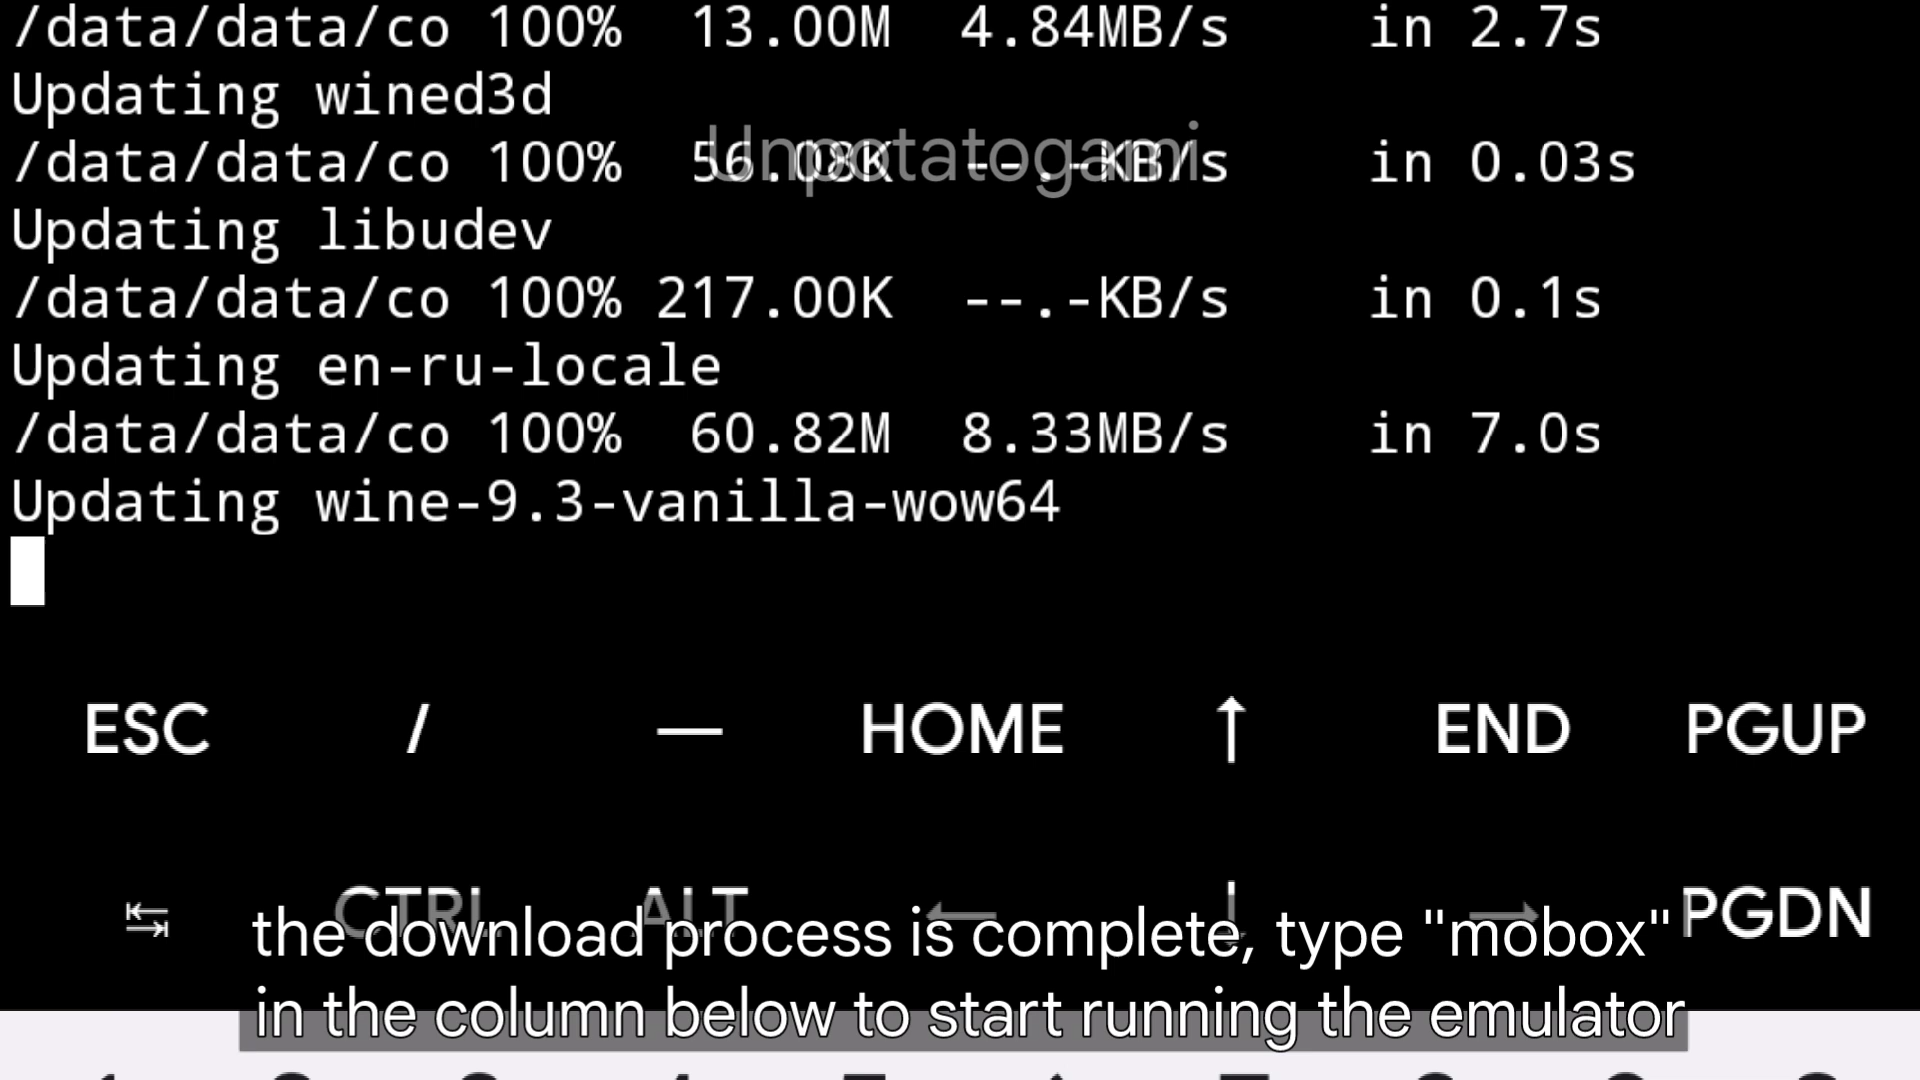 /data/data/co 100% 13.00M 4.84MB/s in 2.7s
Updating wined3d
Unpotatogami
/data/data/co 100% 56.08K --.-KB/s in 0.03s
Updating libudev
/data/data/co 100% 217.00K --.-KB/s in 0.1s
Updating en-ru-locale
/data/data/co 100% 60.82M 8.33MB/s in 7.0s
Updating wine-9.3-vanilla-wow64
ESC / — HOME ↑ END PGUP
↹ CTRL ALT ← ↓ → PGDN
the download process is complete, type "mobox"
in the column below to start running the emulator